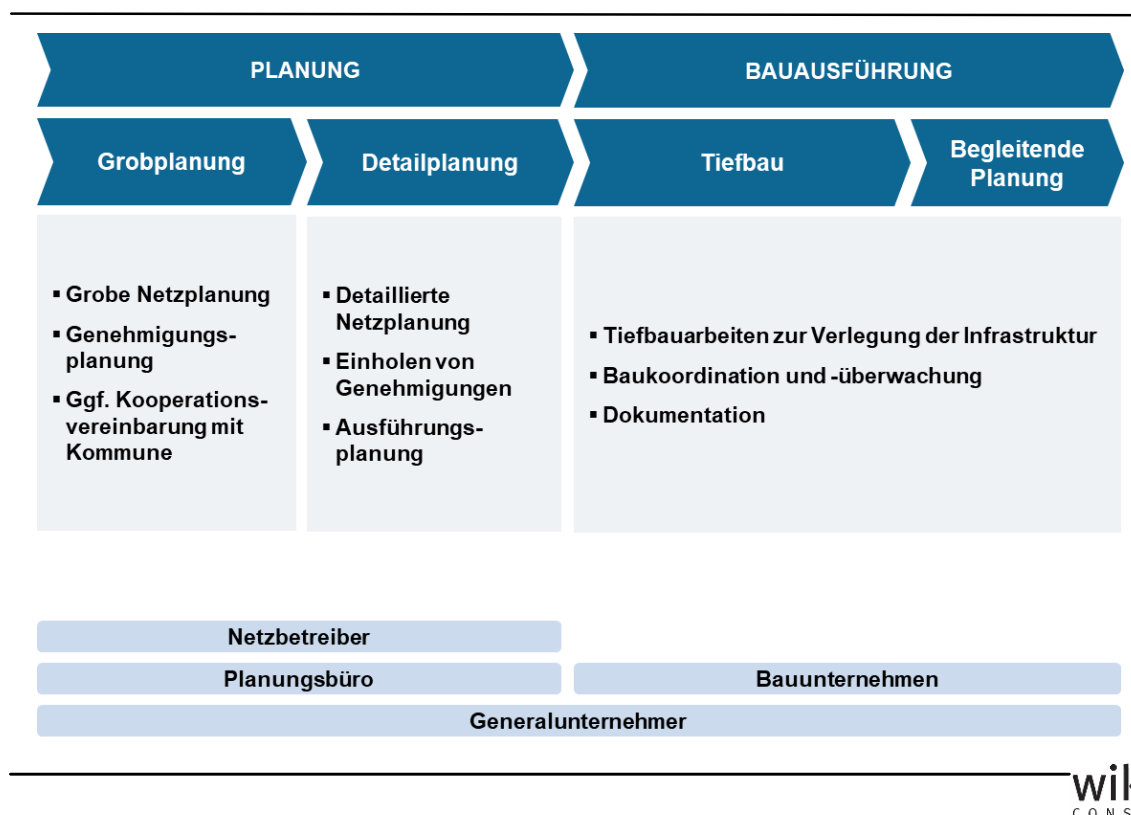 PLANUNG
BAUAUSFÜHRUNG
Grobplanung
Detailplanung
Tiefbau
Begleitende
Planung
▪ Grobe Netzplanung
▪ Genehmigungs-
planung
▪ Ggf. Kooperations-
vereinbarung mit
Kommune
▪ Detaillierte
Netzplanung
▪ Einholen von
Genehmigungen
▪ Ausführungs-
planung
▪ Tiefbauarbeiten zur Verlegung der Infrastruktur
▪ Baukoordination und -überwachung
▪ Dokumentation
Netzbetreiber
Planungsbüro
Bauunternehmen
Generalunternehmer